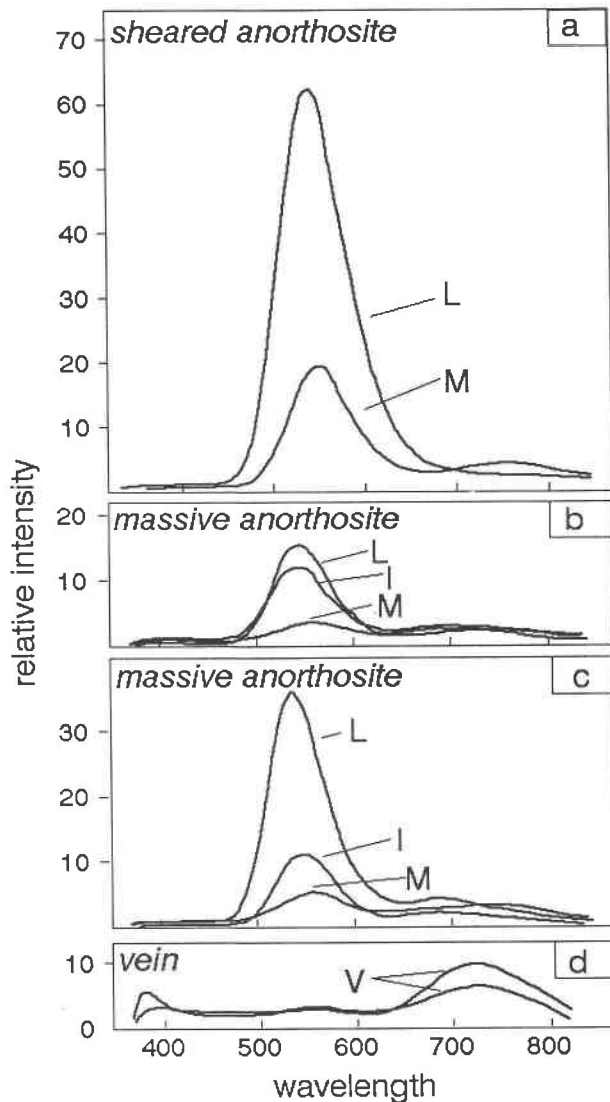 sheared anorthosite a
70
60
50
40
30
20
10
L
M
relative intensity
massive anorthosite b
20
10
L
I
M
massive anorthosite c
30
20
10
L
I
M
vein d
10
0
V
400 500 600 700 800
wavelength